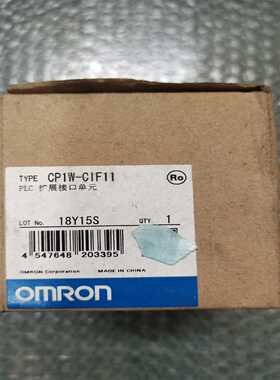 TYPE CP1W-CIF11
Ro
PLC 扩展接口单元
LOT No. 18Y15S QTY 1
4 547648 203395
OMRON Corporation MADE IN CHINA
OMRON